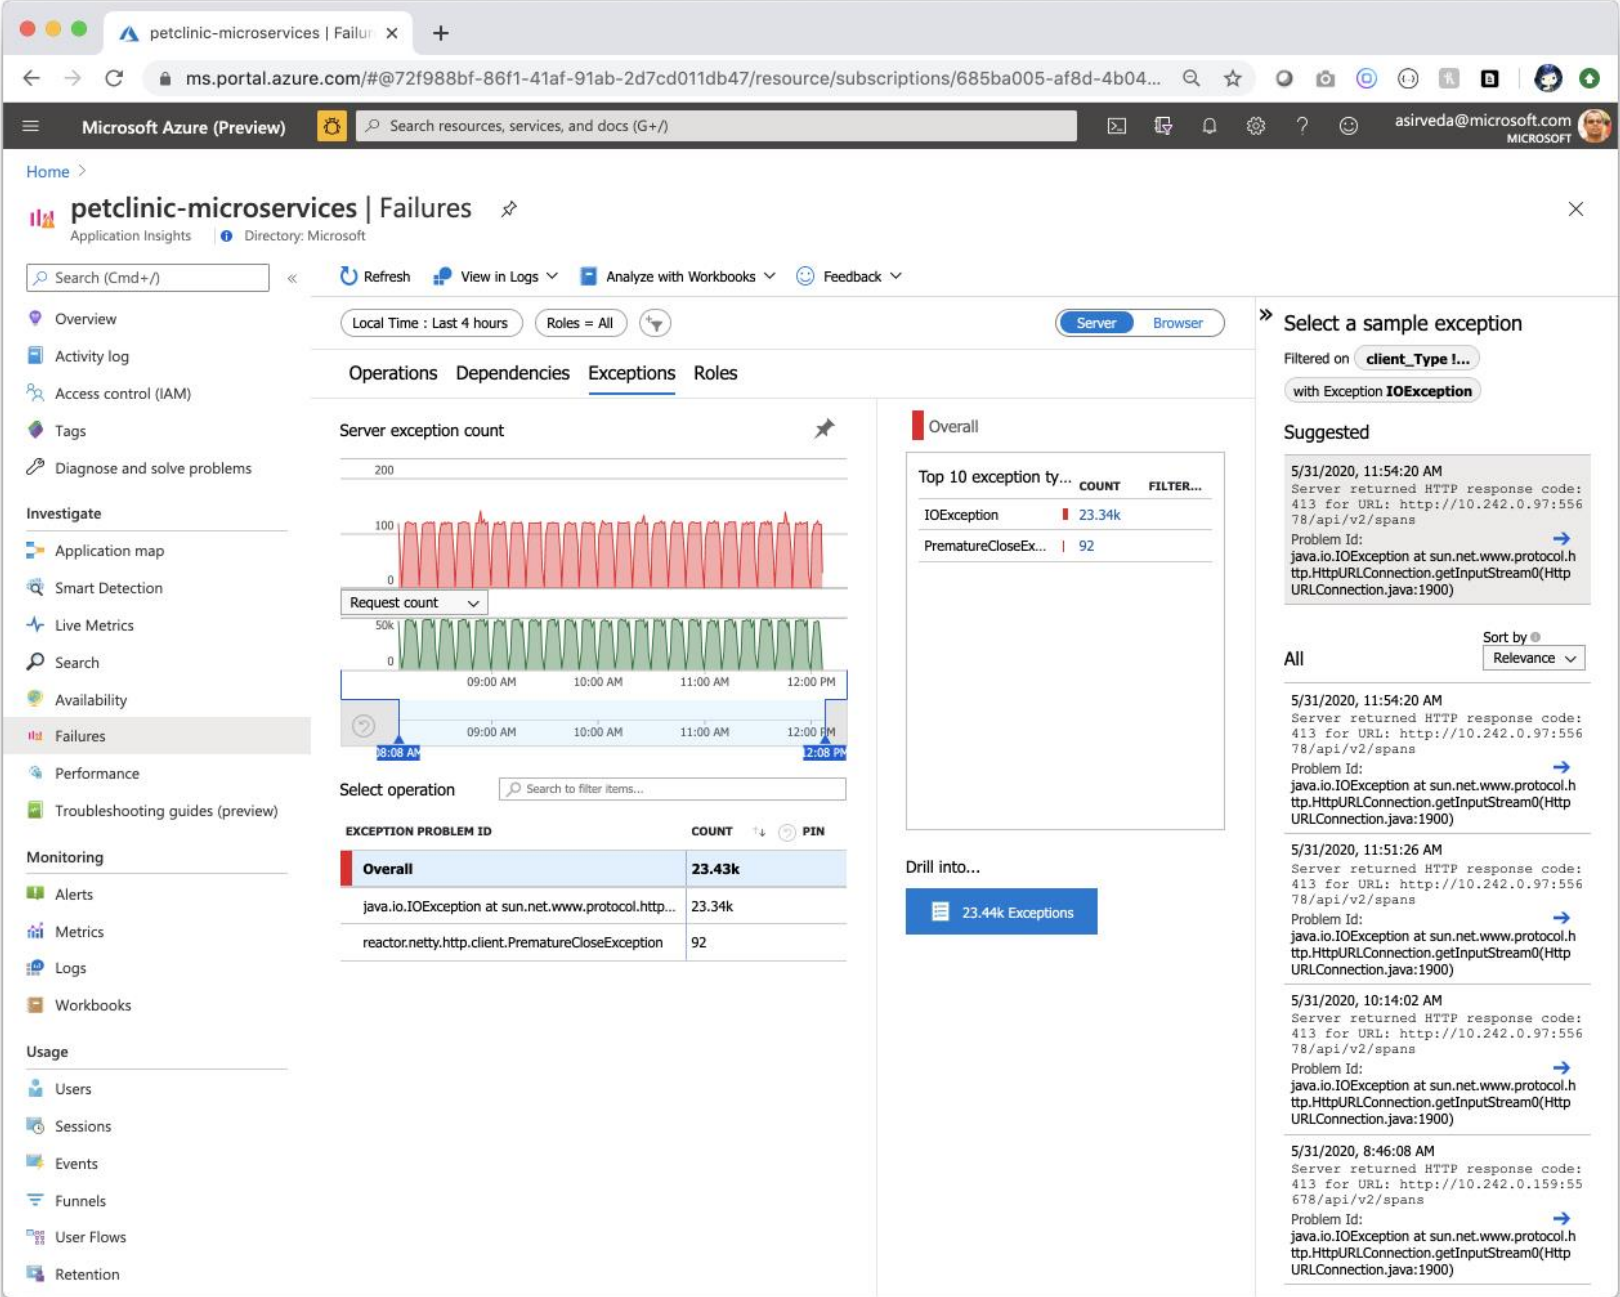 petclinic-microservices | Failur
ms.portal.azure.com/#@72f988bf-86f1-41af-91ab-2d7cd011db47/resource/subscriptions/685ba005-af8d-4b04...
Microsoft Azure (Preview)
Search resources, services, and docs (G+/)
asirveda@microsoft.com
MICROSOFT
Home >
petclinic-microservices | Failures
Application Insights
Directory: Microsoft
Search (Cmd+/)
«
Overview
Activity log
Access control (IAM)
Tags
Diagnose and solve problems
Investigate
Application map
Smart Detection
Live Metrics
Search
Availability
Failures
Performance
Troubleshooting guides (preview)
Monitoring
Alerts
Metrics
Logs
Workbooks
Usage
Users
Sessions
Events
Funnels
User Flows
Retention
Refresh
View in Logs
Analyze with Workbooks
Feedback
Local Time : Last 4 hours
Roles = All
Server
Browser
Operations
Dependencies
Exceptions
Roles
Server exception count
200
100
0
Request count
50k
0
09:00 AM
10:00 AM
11:00 AM
12:00 PM
09:00 AM
10:00 AM
11:00 AM
12:00 PM
08:08 AM
12:08 PM
Select operation
Search to filter items...
EXCEPTION PROBLEM ID
COUNT
PIN
Overall
23.43k
java.io.IOException at sun.net.www.protocol.http...
23.34k
reactor.netty.http.client.PrematureCloseException
92
Overall
Top 10 exception ty...
COUNT
FILTER...
IOException
23.34k
PrematureCloseEx...
92
Drill into...
23.44k Exceptions
»
Select a sample exception
Filtered on client_Type !...
with Exception IOException
Suggested
5/31/2020, 11:54:20 AM
Server returned HTTP response code:
413 for URL: http://10.242.0.97:556
78/api/v2/spans
Problem Id:
java.io.IOException at sun.net.www.protocol.h
ttp.HttpURLConnection.getInputStream0(Http
URLConnection.java:1900)
Sort by
All
Relevance
5/31/2020, 11:54:20 AM
Server returned HTTP response code:
413 for URL: http://10.242.0.97:556
78/api/v2/spans
Problem Id:
java.io.IOException at sun.net.www.protocol.h
ttp.HttpURLConnection.getInputStream0(Http
URLConnection.java:1900)
5/31/2020, 11:51:26 AM
Server returned HTTP response code:
413 for URL: http://10.242.0.97:556
78/api/v2/spans
Problem Id:
java.io.IOException at sun.net.www.protocol.h
ttp.HttpURLConnection.getInputStream0(Http
URLConnection.java:1900)
5/31/2020, 10:14:02 AM
Server returned HTTP response code:
413 for URL: http://10.242.0.97:556
78/api/v2/spans
Problem Id:
java.io.IOException at sun.net.www.protocol.h
ttp.HttpURLConnection.getInputStream0(Http
URLConnection.java:1900)
5/31/2020, 8:46:08 AM
Server returned HTTP response code:
413 for URL: http://10.242.0.159:55
678/api/v2/spans
Problem Id:
java.io.IOException at sun.net.www.protocol.h
ttp.HttpURLConnection.getInputStream0(Http
URLConnection.java:1900)